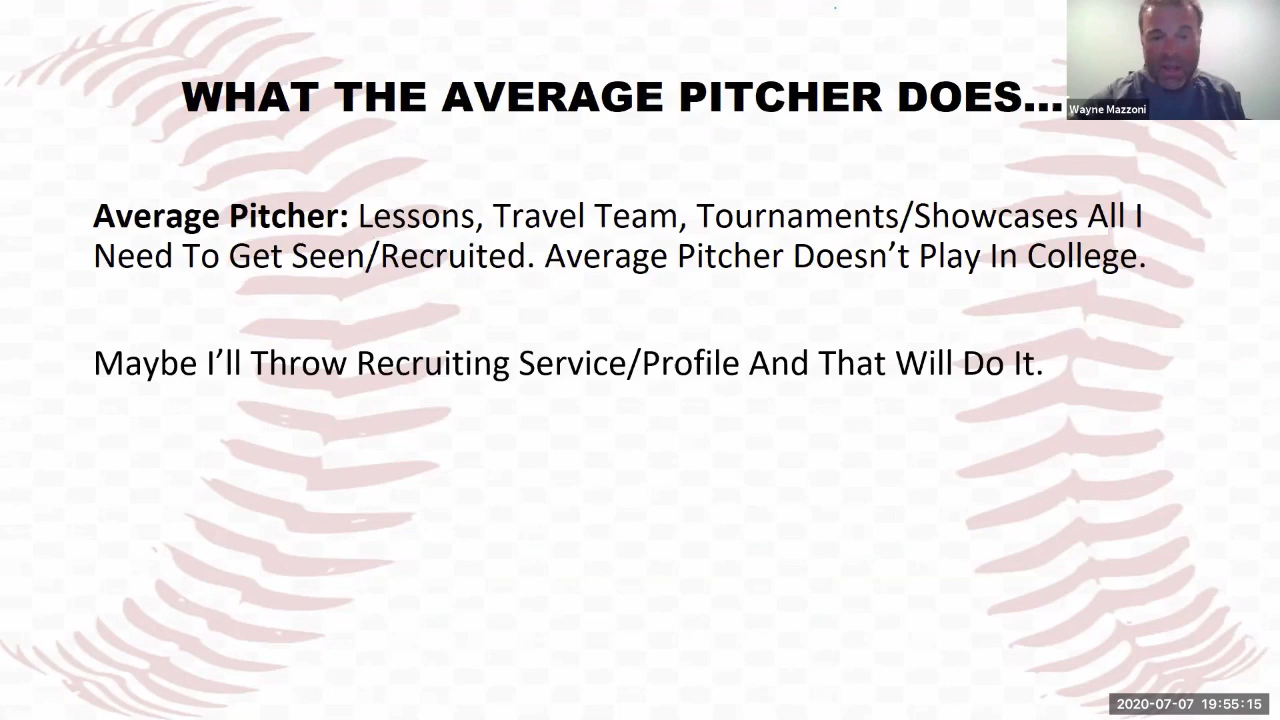 WHAT THE AVERAGE PITCHER DOES...
Wayne Mazzoni
Average Pitcher: Lessons, Travel Team, Tournaments/Showcases All I
Need To Get Seen/Recruited. Average Pitcher Doesn’t Play In College.
Maybe I’ll Throw Recruiting Service/Profile And That Will Do It.
2020-07-07 19:55:15